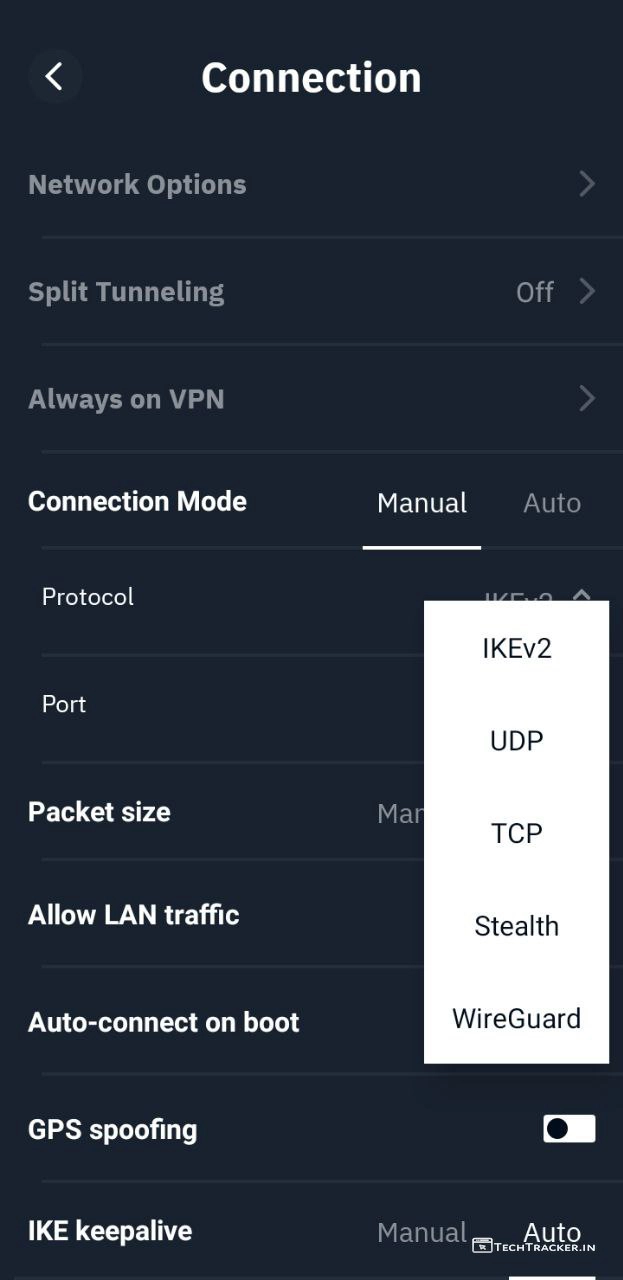 Connection
Network Options
Split Tunneling Off
Always on VPN
Connection Mode Manual Auto
Protocol IKEv2
IKEv2
Port
UDP
Packet size Man
TCP
Allow LAN traffic
Stealth
Auto-connect on boot
WireGuard
GPS spoofing
IKE keepalive Manual Auto
TECHTRACKER.IN